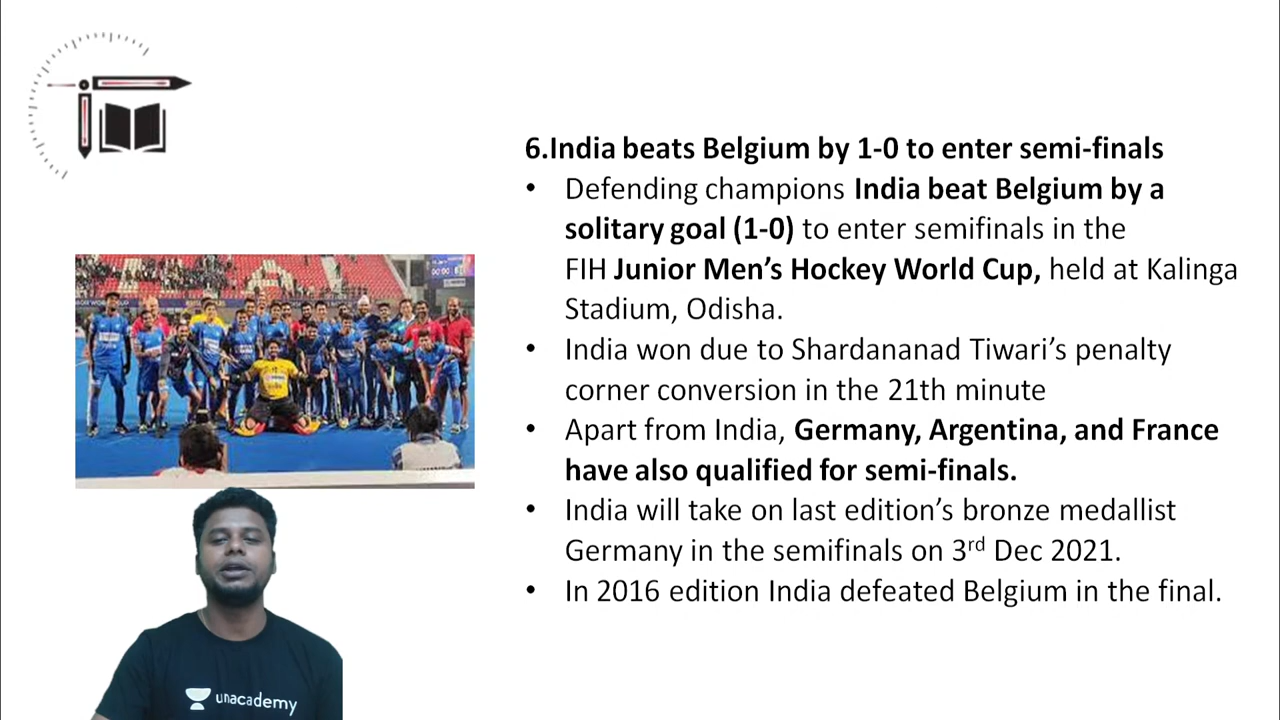 6.India beats Belgium by 1-0 to enter semi-finals
• Defending champions India beat Belgium by a
solitary goal (1-0) to enter semifinals in the
FIH Junior Men's Hockey World Cup, held at Kalinga
Stadium, Odisha.
• India won due to Shardananad Tiwari's penalty
corner conversion in the 21th minute
• Apart from India, Germany, Argentina, and France
have also qualified for semi-finals.
• India will take on last edition's bronze medallist
Germany in the semifinals on 3rd Dec 2021.
• In 2016 edition India defeated Belgium in the final.
unacademy